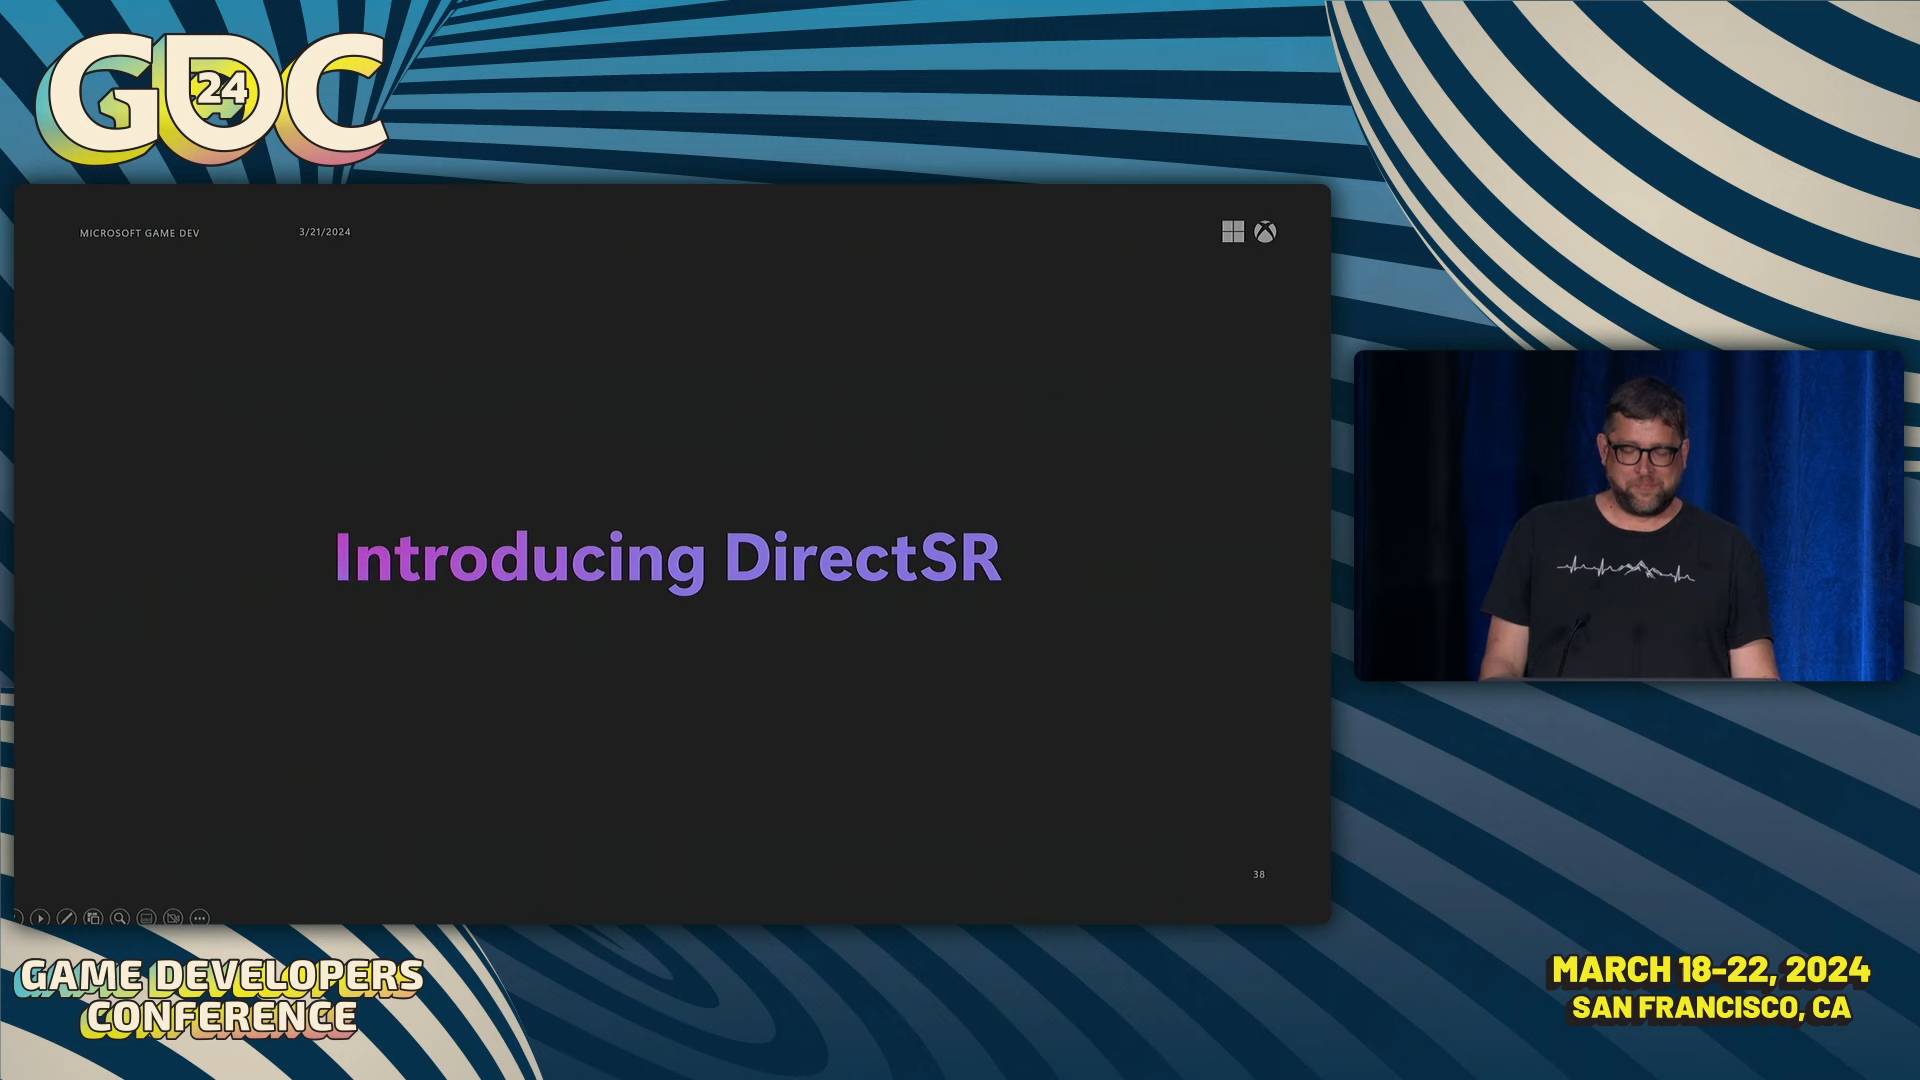 GDC
24
MICROSOFT GAME DEV
3/21/2024
Introducing DirectSR
38
GAME DEVELOPERS
CONFERENCE
MARCH 18-22, 2024
SAN FRANCISCO, CA